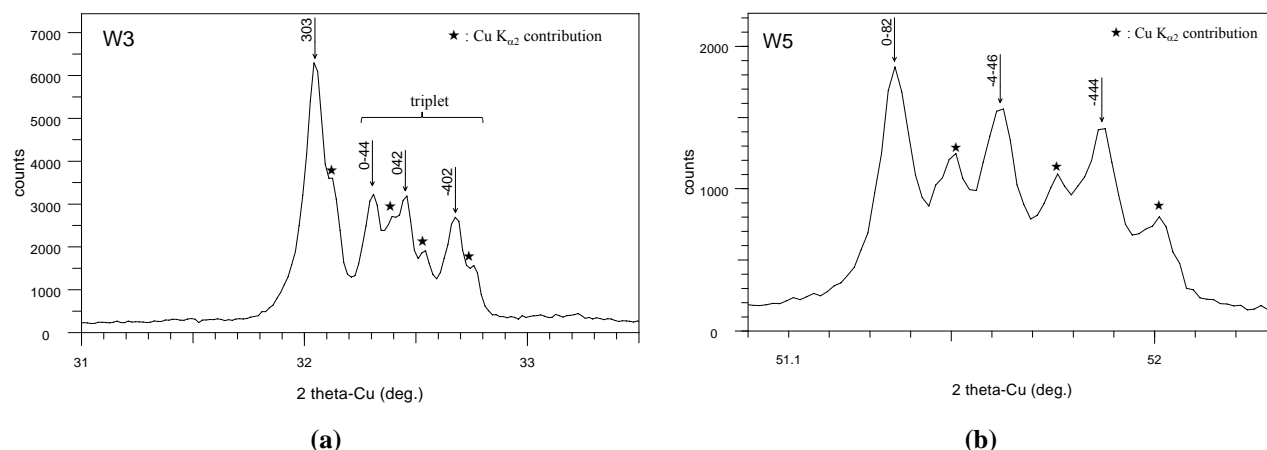 W3
★ : Cu Kα2 contribution
7000
6000
5000
4000
3000
2000
1000
0
counts
303
triplet
0-44
042
-402
31
32
33
2 theta-Cu (deg.)
(a)
W5
★ : Cu Kα2 contribution
2000
1000
0
counts
0-82
-4-46
-444
51.1
52
2 theta-Cu (deg.)
(b)